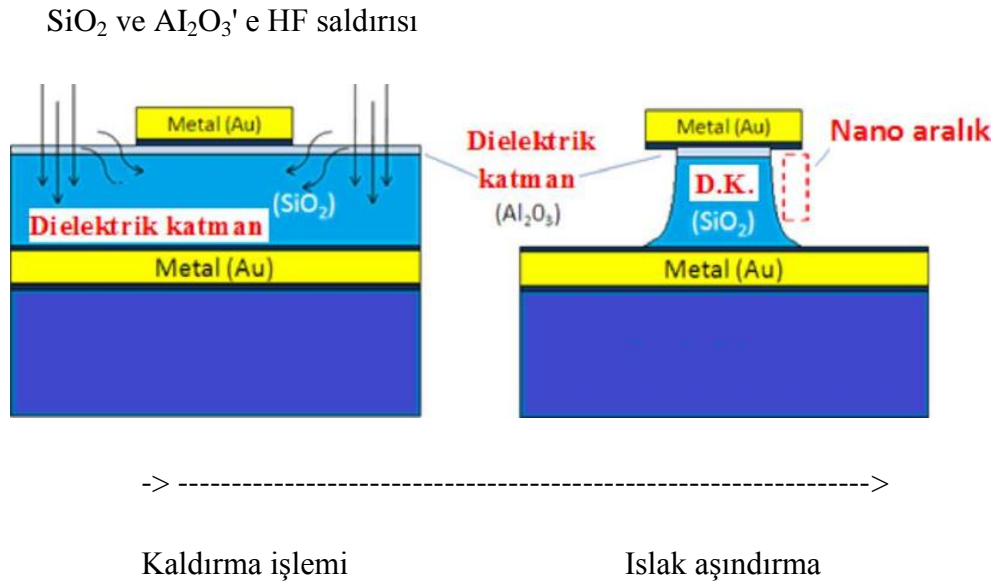 SiO₂ ve AI₂O₃' e HF saldırısı
Metal (Au)
Dielektrik katman
(SiO₂)
Metal (Au)
Dielektrik
katman
(Al₂O₃)
Metal (Au)
Nano aralık
D.K.
(SiO₂)
Metal (Au)
-> ---------------------------------------------------------------->
Kaldırma işlemi Islak aşındırma